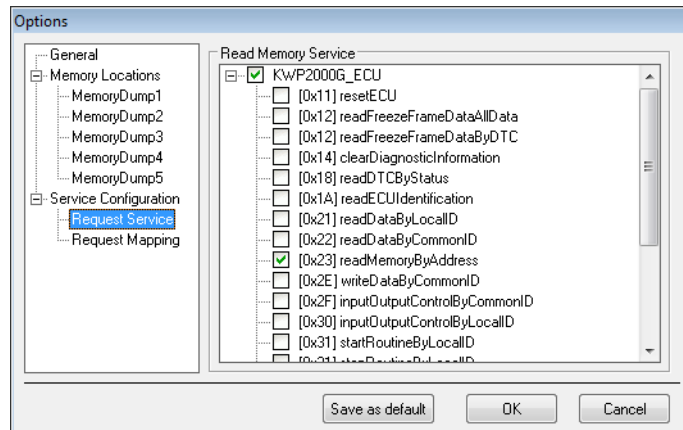 Options
General
Memory Locations
MemoryDump1
MemoryDump2
MemoryDump3
MemoryDump4
MemoryDump5
Service Configuration
Request Service
Request Mapping
Read Memory Service
KWP2000G_ECU
[0x11] resetECU
[0x12] readFreezeFrameDataAllData
[0x12] readFreezeFrameDataByDTC
[0x14] clearDiagnosticInformation
[0x18] readDTCByStatus
[0x1A] readECUIdentification
[0x21] readDataByLocalID
[0x22] readDataByCommonID
[0x23] readMemoryByAddress
[0x2E] writeDataByCommonID
[0x2F] inputOutputControlByCommonID
[0x30] inputOutputControlByLocalID
[0x31] startRoutineByLocalID
Save as default
OK
Cancel